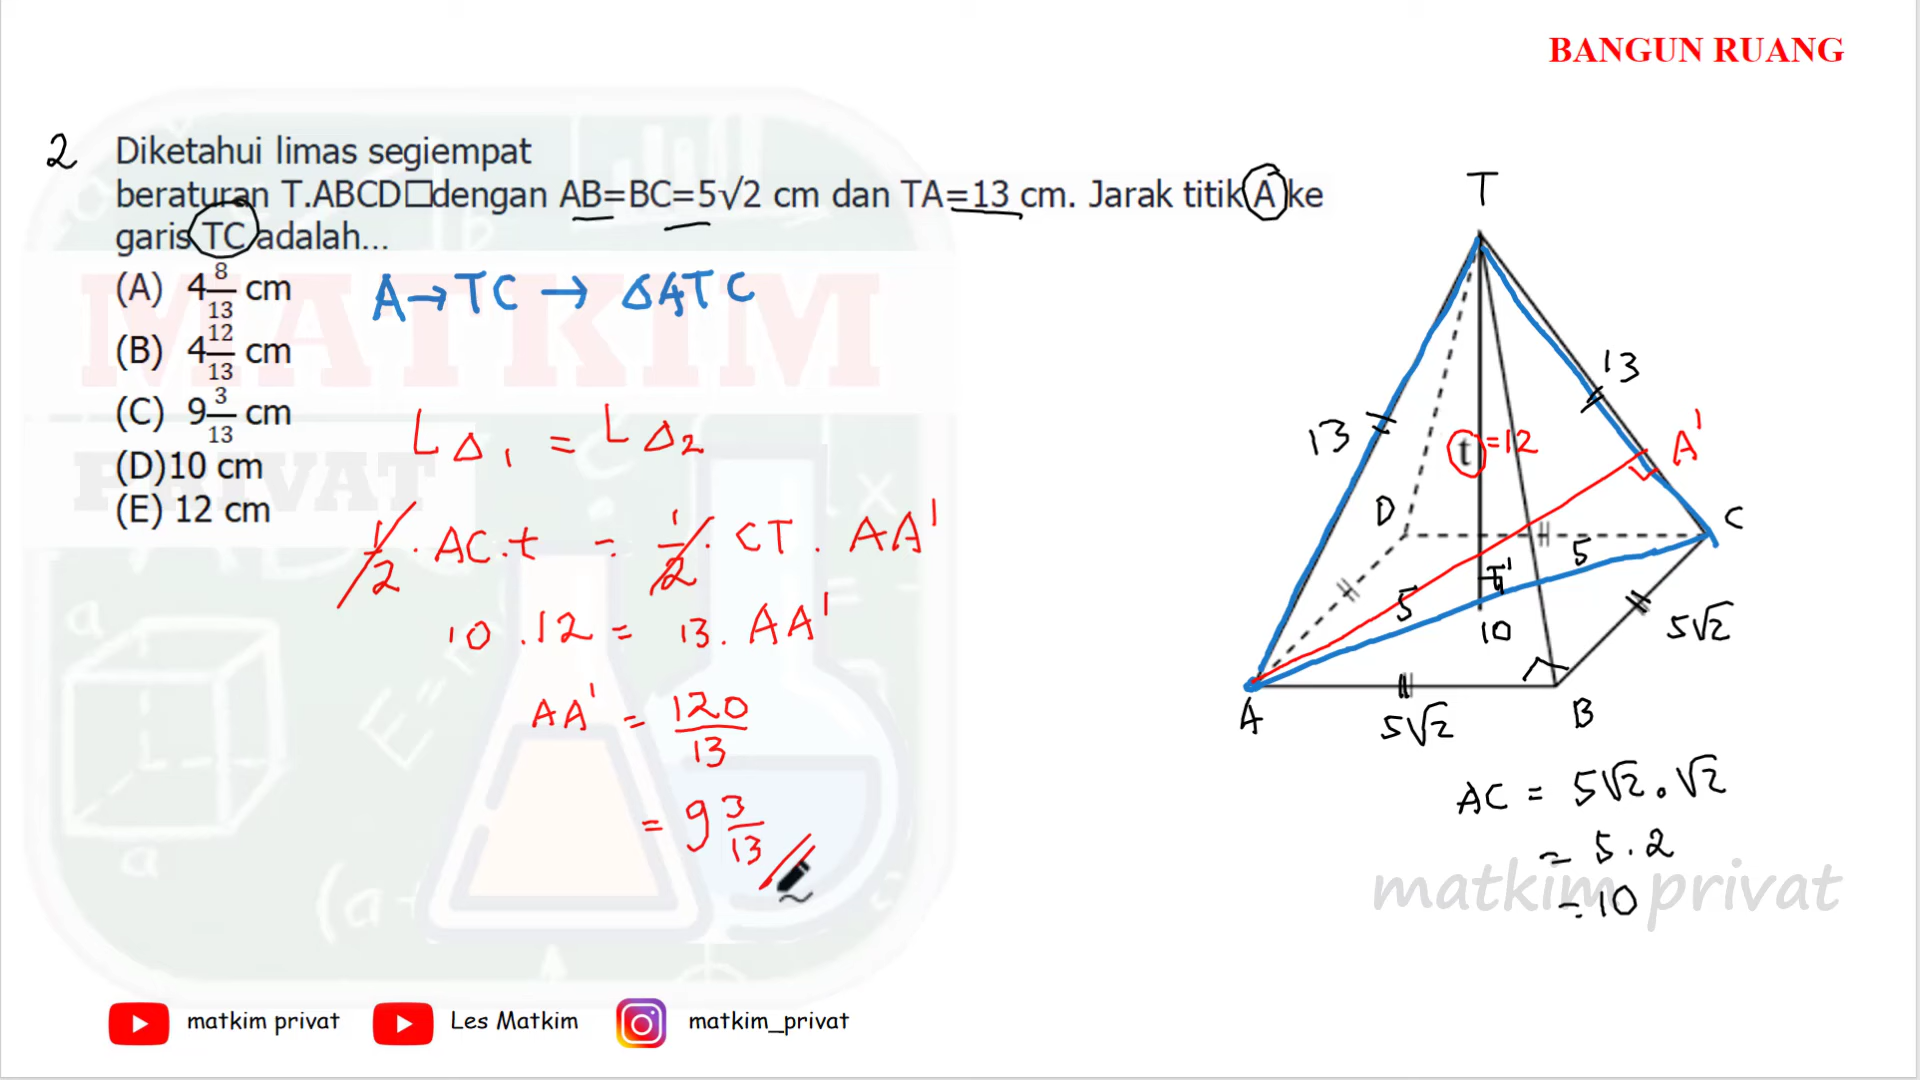 BANGUN RUANG
2 Diketahui limas segiempat
beraturan T.ABCD□dengan AB=BC=5√2 cm dan TA=13 cm. Jarak titik A ke
garis TC adalah...
(A) 4 8/13 cm
(B) 4 12/13 cm
(C) 9 3/13 cm
(D)10 cm
(E) 12 cm
A → TC → ΔATC
LΔ1 = LΔ2
1/2 . AC . t = 1/2 . CT . AA'
10 . 12 = 13 . AA'
AA' = 120/13
= 9 3/13
T
13
13
t =12
A'
D
C
5
T'
5
10
5√2
A
5√2
B
AC = 5√2 . √2
= 5 . 2
= 10
MATKIM
PRIVAT
a
a
E=
(a
x
b
matkim privat
matkim privat
Les Matkim
matkim_privat